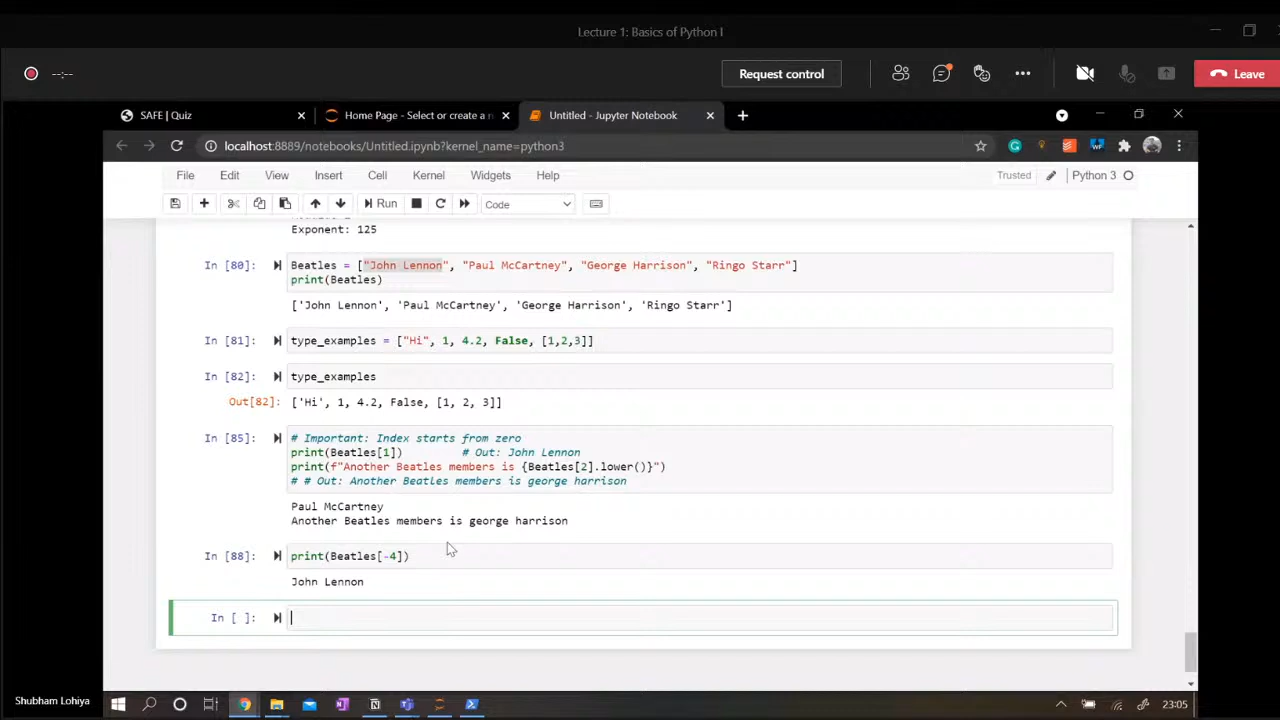 Lecture 1: Basics of Python I
--:--
Request control
Leave
SAFE | Quiz
Home Page - Select or create a n
Untitled - Jupyter Notebook
localhost:8889/notebooks/Untitled.ipynb?kernel_name=python3
File Edit View Insert Cell Kernel Widgets Help
Trusted
Python 3
Run
Code
Exponent: 125
In [80]:
Beatles = ["John Lennon", "Paul McCartney", "George Harrison", "Ringo Starr"]
print(Beatles)
['John Lennon', 'Paul McCartney', 'George Harrison', 'Ringo Starr']
In [81]:
type_examples = ["Hi", 1, 4.2, False, [1,2,3]]
In [82]:
type_examples
Out[82]:
['Hi', 1, 4.2, False, [1, 2, 3]]
In [85]:
# Important: Index starts from zero
print(Beatles[1]) # Out: John Lennon
print(f"Another Beatles members is {Beatles[2].lower()}")
# # Out: Another Beatles members is george harrison
Paul McCartney
Another Beatles members is george harrison
In [88]:
print(Beatles[-4])
John Lennon
In [ ]:
Shubham Lohiya
23:05